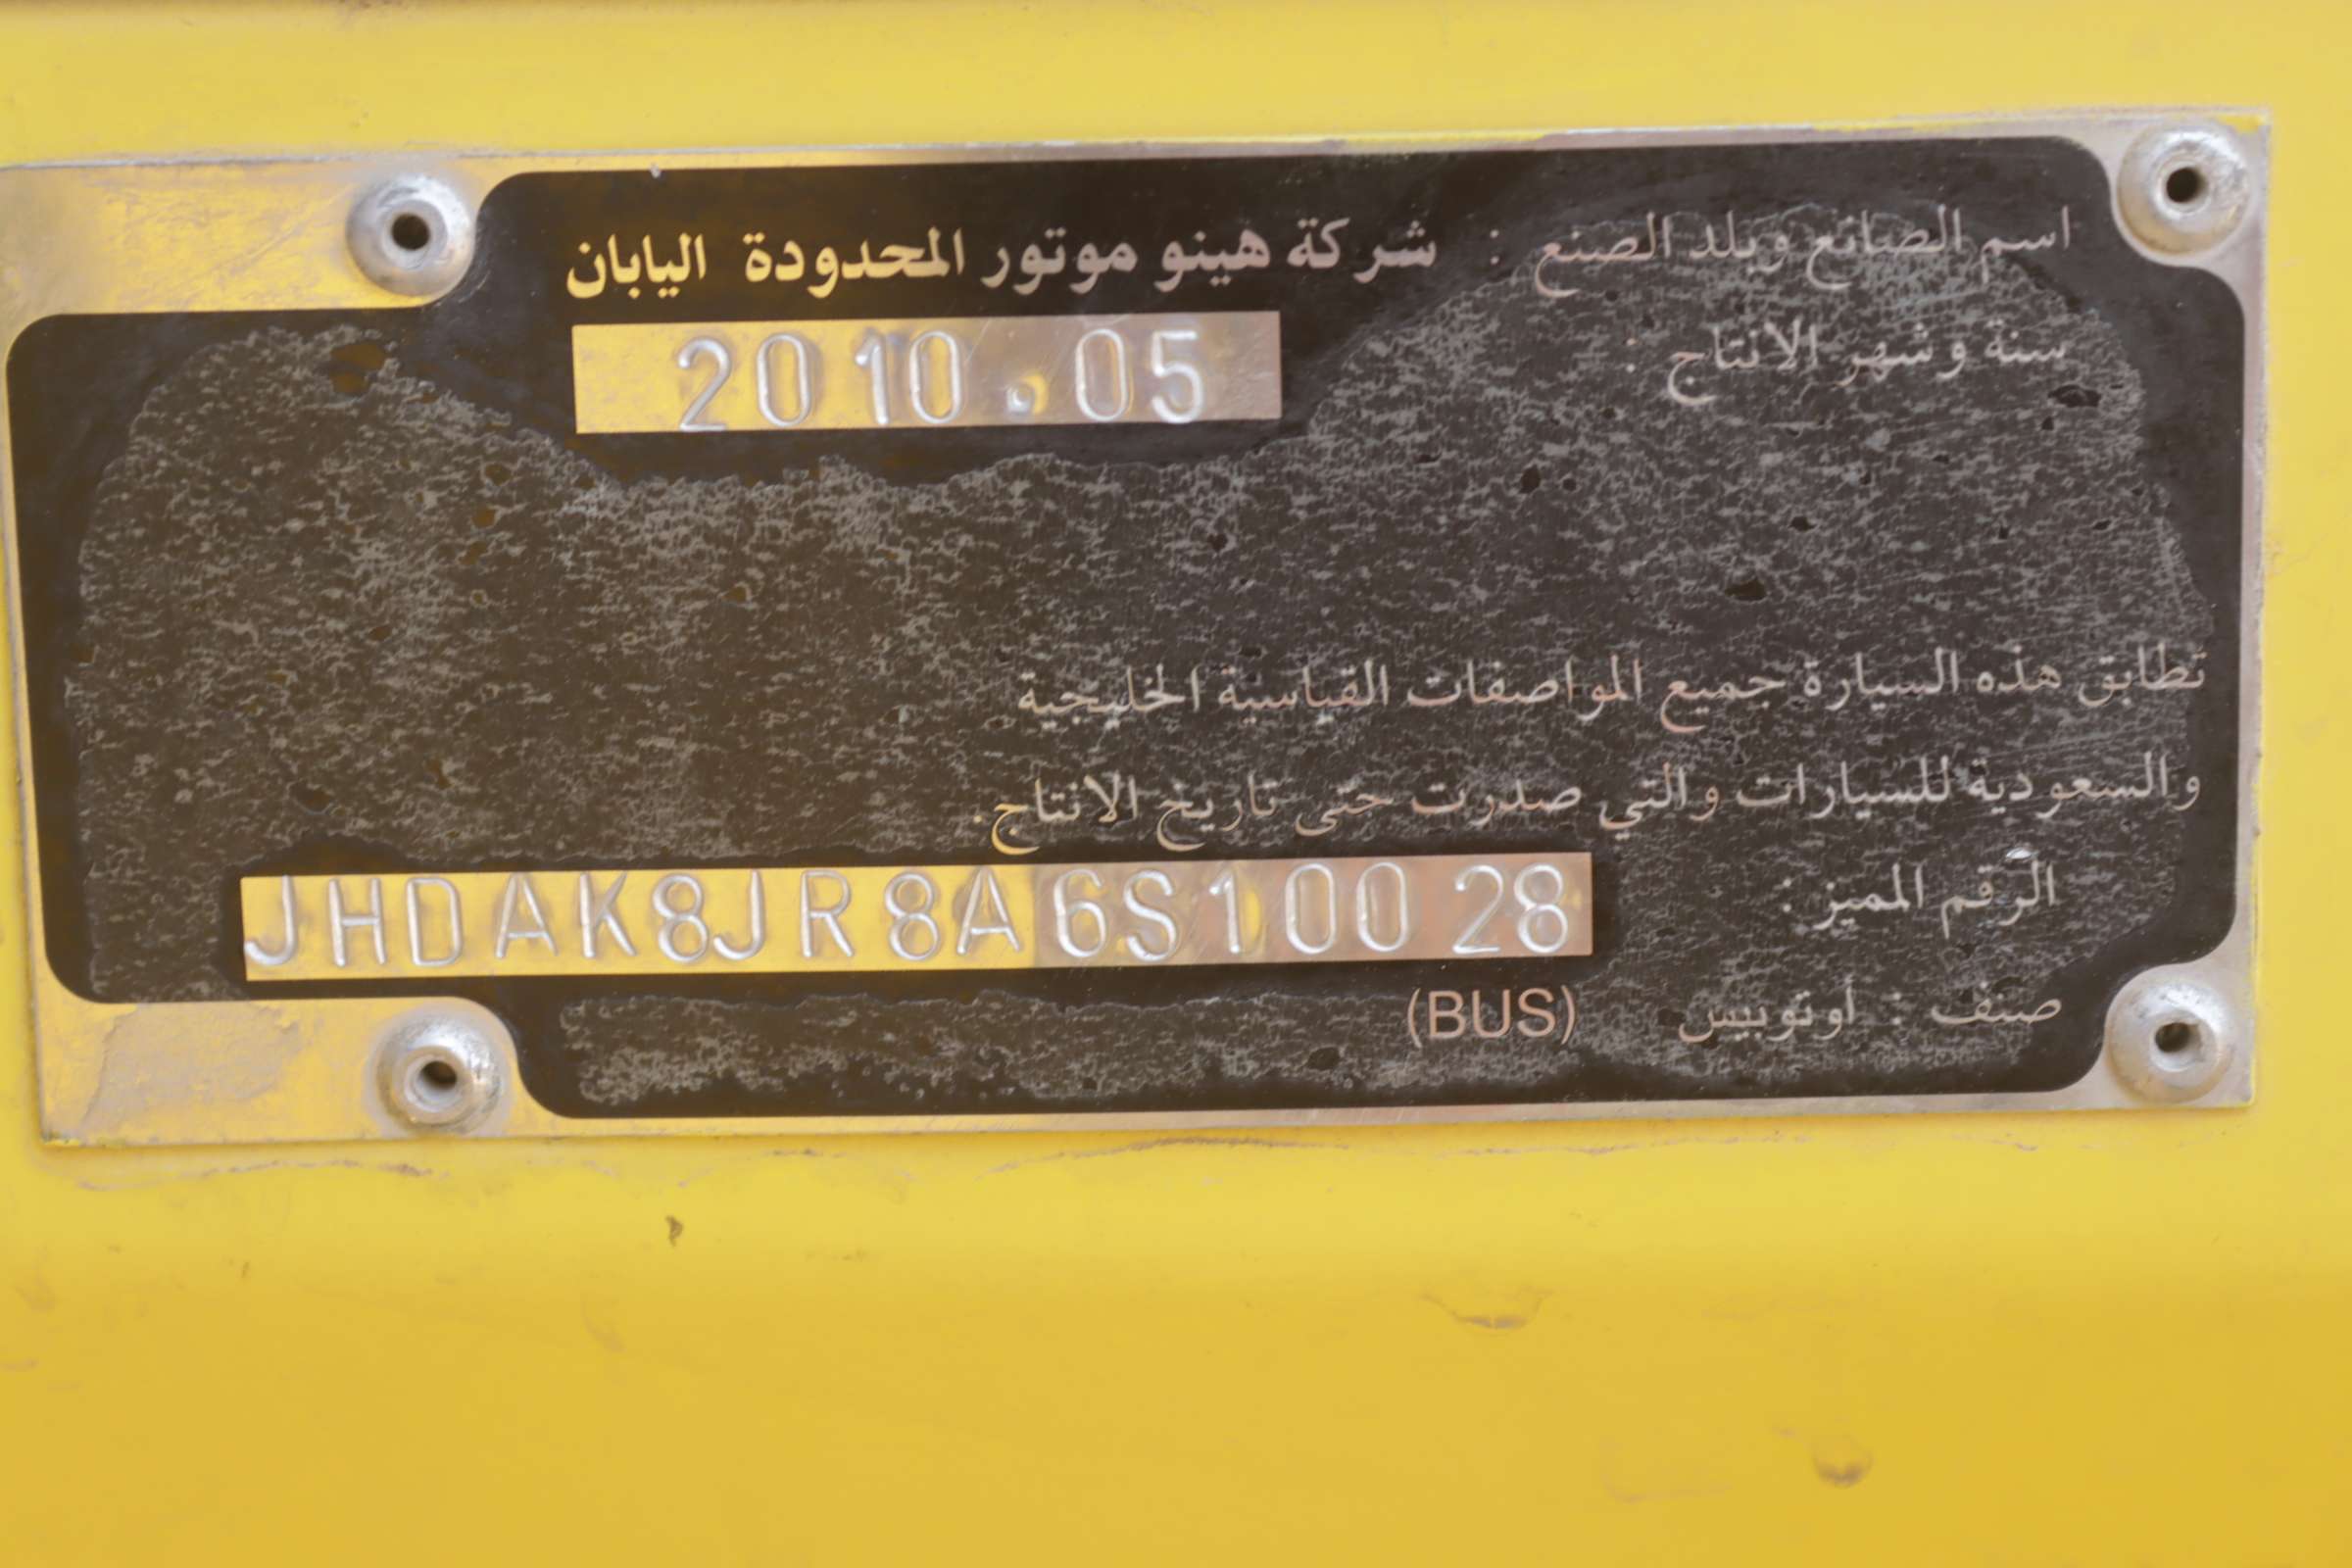 اسم الصانع وبلد الصنع : شركة هينو موتور المحدودة اليابان
سنة وشهر الانتاج : 2010.05
تطابق هذه السيارة جميع المواصفات القياسية الخليجية
والسعودية للسيارات والتي صدرت حتى تاريخ الانتاج.
الرقم المميز : JHDAK8JR8A6S10028
صنف : أوتوبيس (BUS)